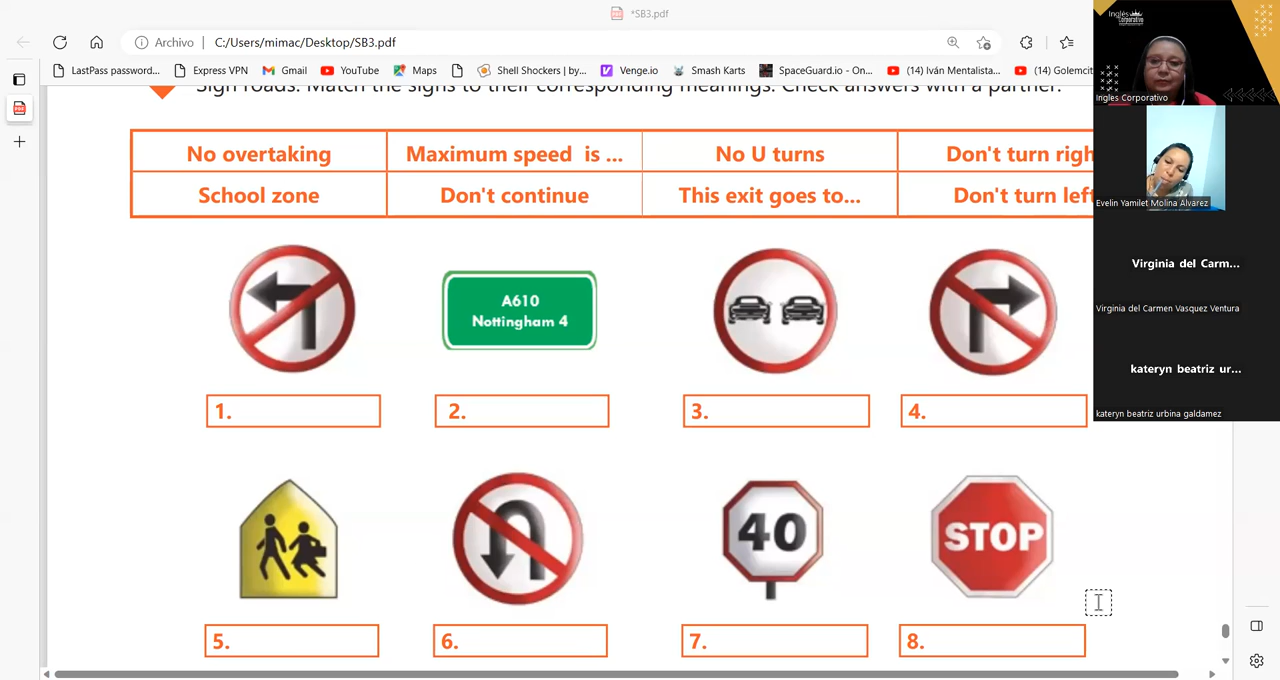 *SB3.pdf
Archivo
C:/Users/mimac/Desktop/SB3.pdf
LastPass password...
Express VPN
Gmail
YouTube
Maps
Shell Shockers | by...
Venge.io
Smash Karts
SpaceGuard.io - On...
(14) Iván Mentalista...
(14) Golemcit
Sign roads. Match the signs to their corresponding meanings. Check answers with a partner.
No overtaking
Maximum speed is ...
No U turns
Don't turn righ
School zone
Don't continue
This exit goes to...
Don't turn left
A610
Nottingham 4
1.
2.
3.
4.
40
STOP
5.
6.
7.
8.
Inglés
Corporativo
Ingles Corporativo
Evelin Yamilet Molina Alvarez
Virginia del Carm...
Virginia del Carmen Vasquez Ventura
kateryn beatriz ur...
kateryn beatriz urbina galdamez